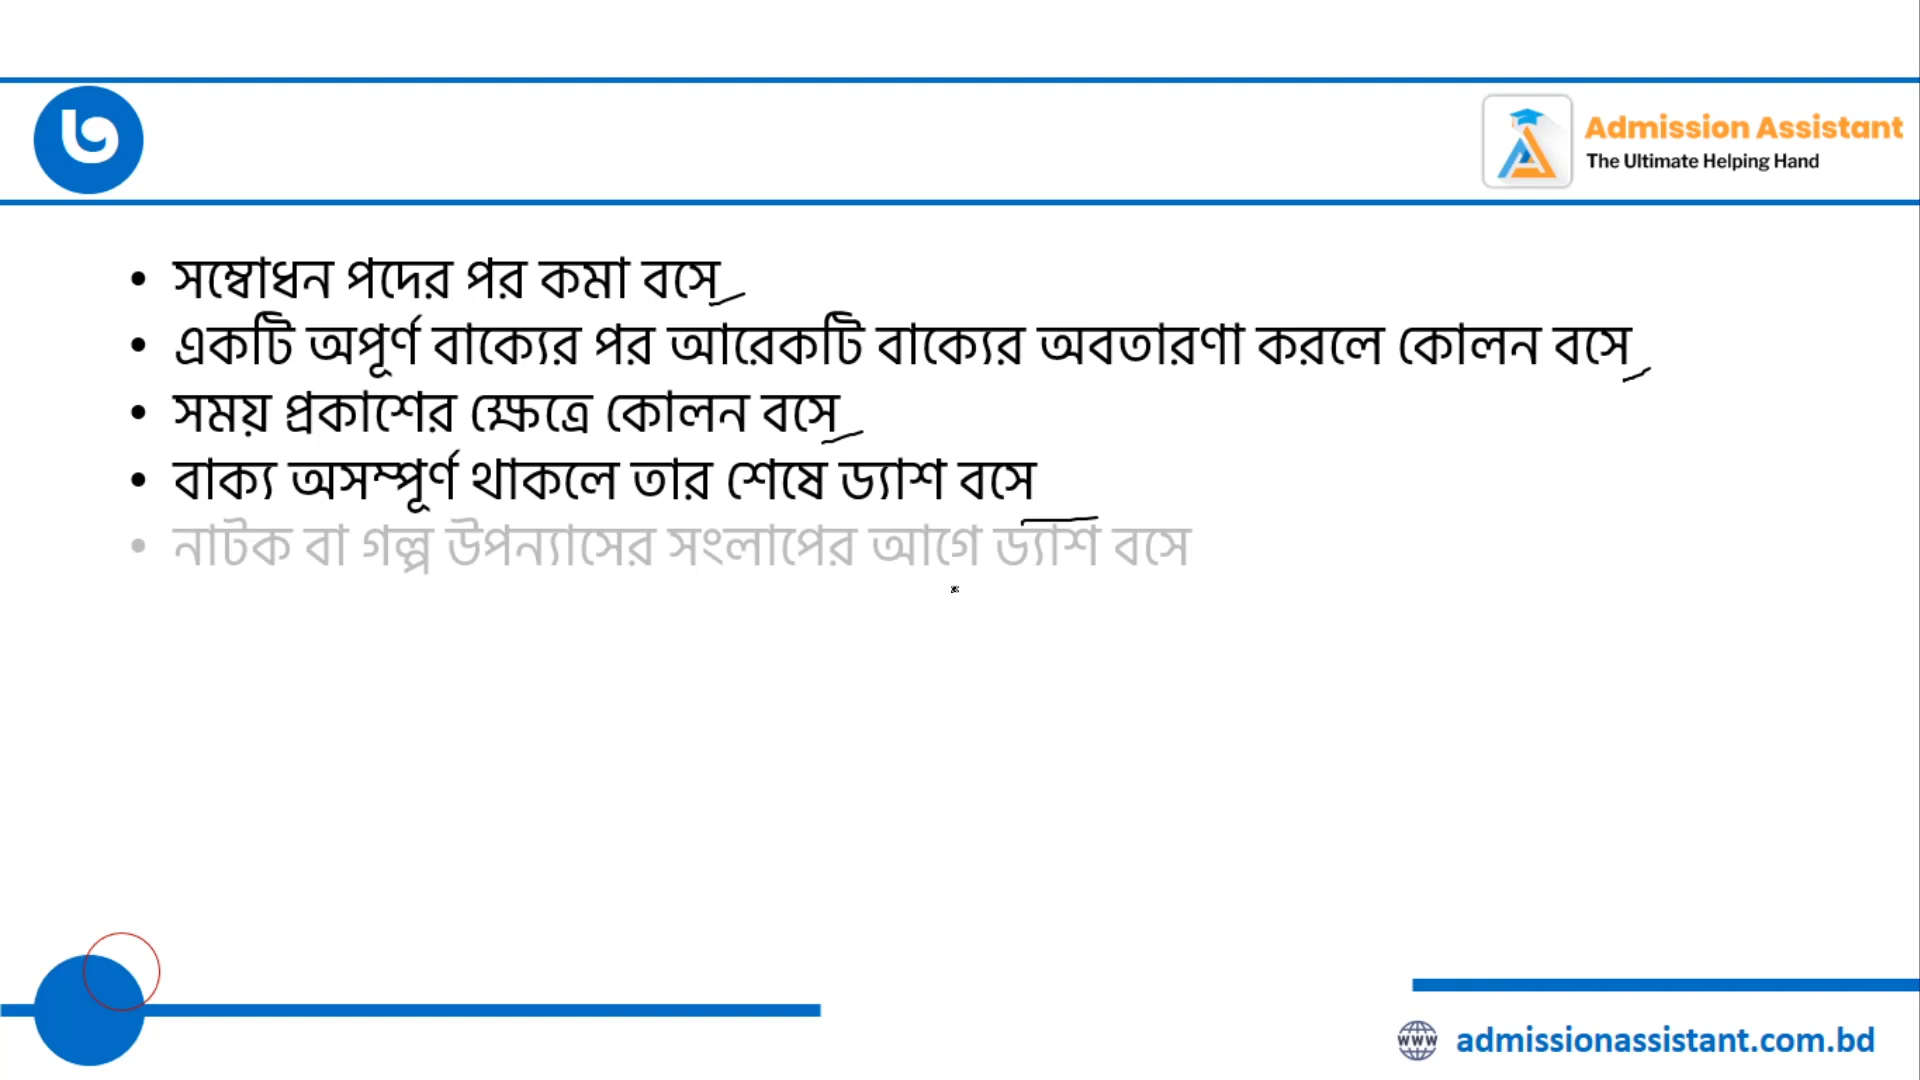 Admission Assistant
The Ultimate Helping Hand
• সম্বোধন পদের পর কমা বসে
• একটি অপূর্ণ বাক্যের পর আরেকটি বাক্যের অবতারণা করলে কোলন বসে
• সময় প্রকাশের ক্ষেত্রে কোলন বসে
• বাক্য অসম্পূর্ণ থাকলে তার শেষে ড্যাশ বসে
• নাটক বা গল্প উপন্যাসের সংলাপের আগে ড্যাশ বসে
www admissionassistant.com.bd